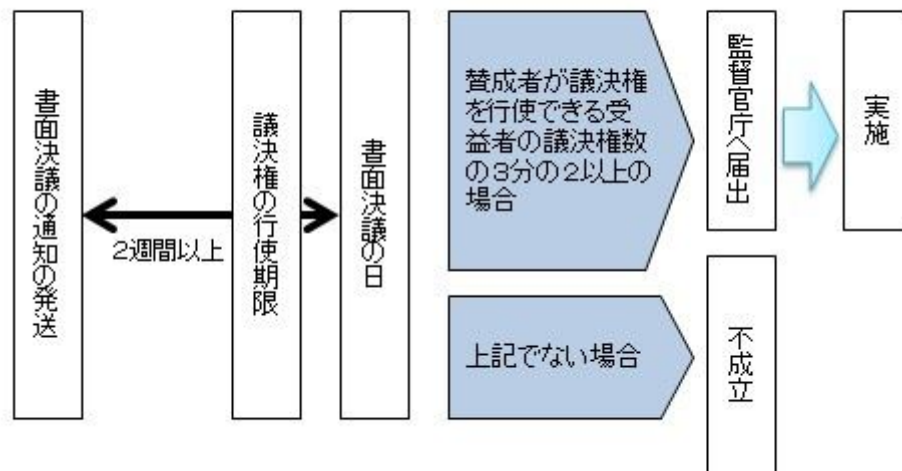 書面決議の通知の発送
2週間以上
議決権の行使期限
書面決議の日
賛成者が議決権
を行使できる受
益者の議決権数
の3分の2以上の
場合
監督官庁へ届出
実施
上記でない場合
不成立